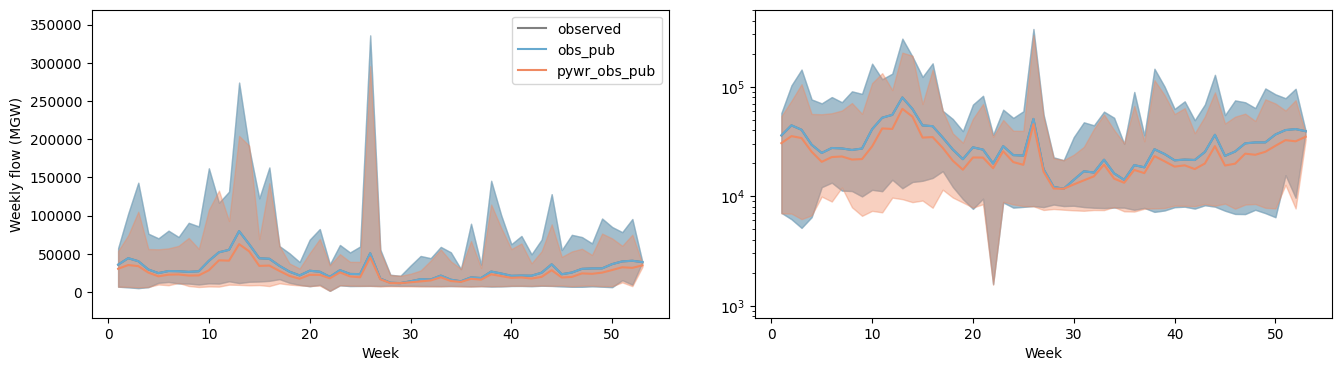 350000
300000
250000
200000
150000
100000
50000
0
Weekly flow (MGW)
0 10 20 30 40 50
Week
observed
obs_pub
pywr_obs_pub
10^5
10^4
10^3
0 10 20 30 40 50
Week